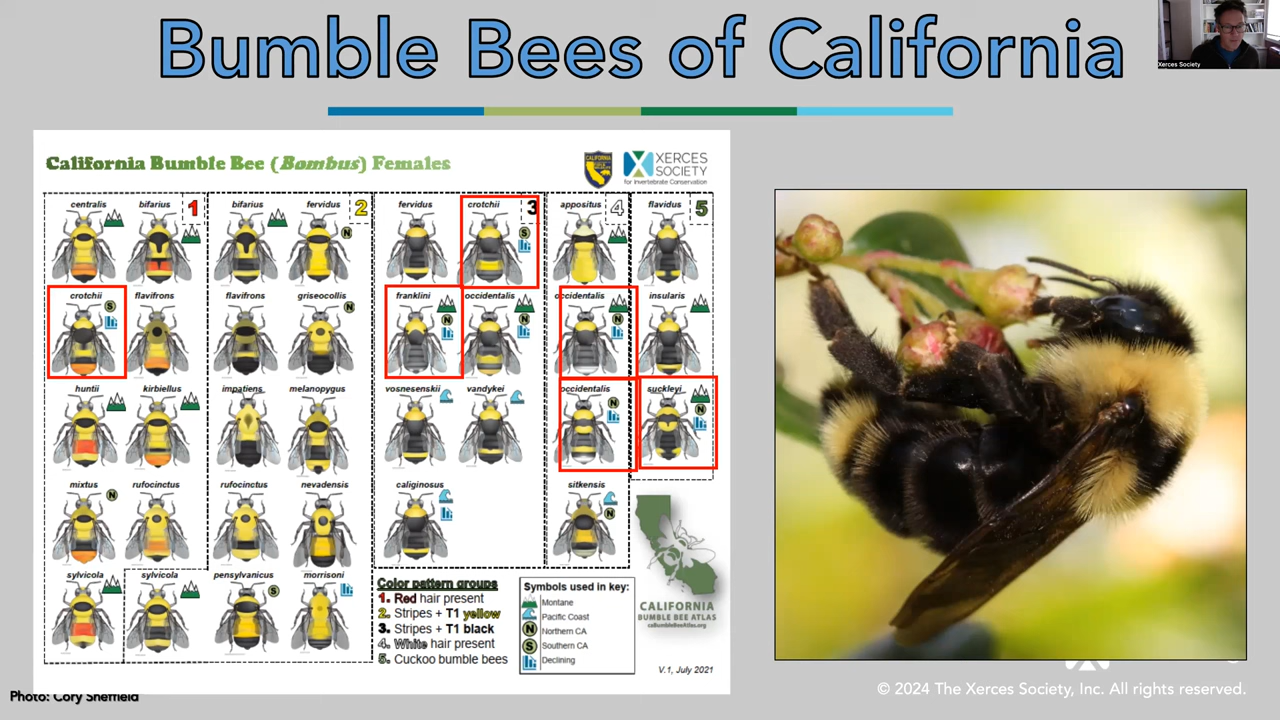 Bumble Bees of California
Xerces Society
California Bumble Bee (Bombus) Females
XERCES
SOCIETY
for Invertebrate Conservation
centralis bifarius 1 bifarius fervidus 2 fervidus crotchii 3 appositus 4 flavidus 5
crotchii flavifrons flavifrons griseocollis franklini occidentalis occidentalis insularis
huntii kirbiellus impatiens melanopygus vosnesenskii vandykei occidentalis suckleyi
mixtus rufocinctus rufocinctus nevadensis caliginosus sitkensis
sylvicola sylvicola pensylvanicus morrisoni
Color pattern groups
1. Red hair present
2. Stripes + T1 yellow
3. Stripes + T1 black
4. White hair present
5. Cuckoo bumble bees
Symbols used in key:
Montane
Pacific Coast
N Northern CA
S Southern CA
Declining
CALIFORNIA
BUMBLE BEE ATLAS
caBumbleBeeAtlas.org
V.1, July 2021
Photo: Cory Sheffield
© 2024 The Xerces Society, Inc. All rights reserved.